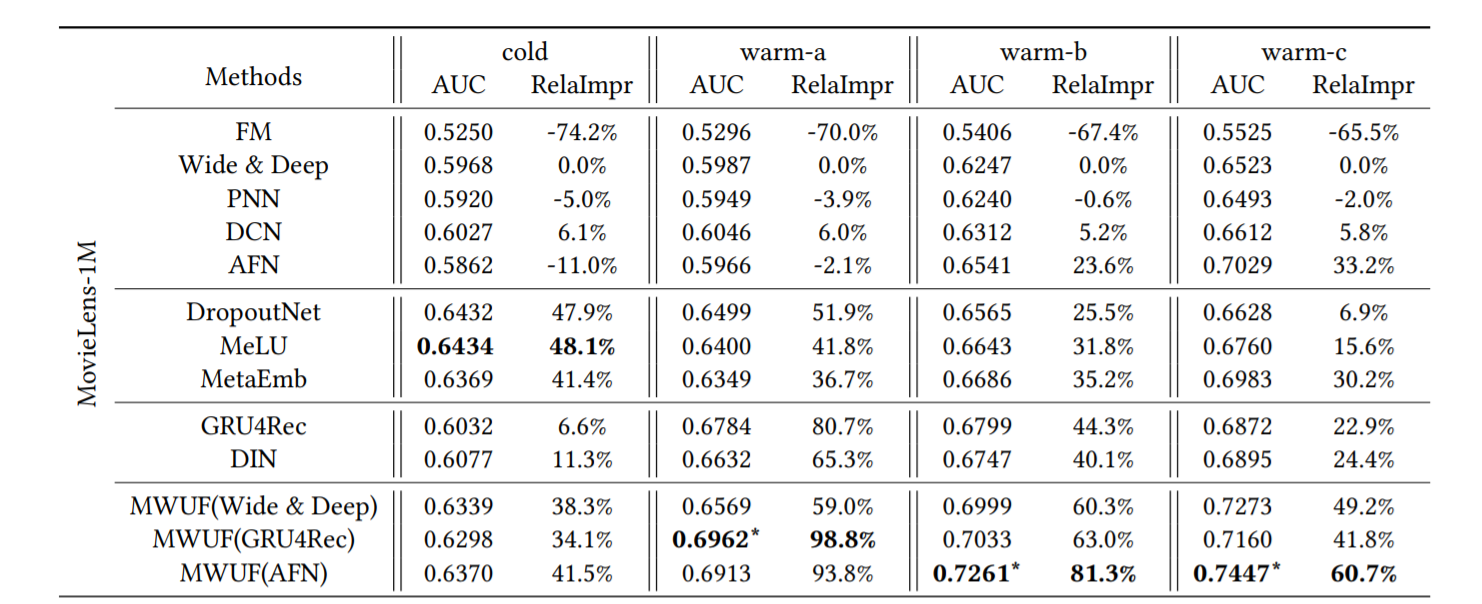 cold warm-a warm-b warm-c
Methods
AUC RelaImpr AUC RelaImpr AUC RelaImpr AUC RelaImpr
MovieLens-1M
FM 0.5250 -74.2% 0.5296 -70.0% 0.5406 -67.4% 0.5525 -65.5%
Wide & Deep 0.5968 0.0% 0.5987 0.0% 0.6247 0.0% 0.6523 0.0%
PNN 0.5920 -5.0% 0.5949 -3.9% 0.6240 -0.6% 0.6493 -2.0%
DCN 0.6027 6.1% 0.6046 6.0% 0.6312 5.2% 0.6612 5.8%
AFN 0.5862 -11.0% 0.5966 -2.1% 0.6541 23.6% 0.7029 33.2%
DropoutNet 0.6432 47.9% 0.6499 51.9% 0.6565 25.5% 0.6628 6.9%
MeLU 0.6434 48.1% 0.6400 41.8% 0.6643 31.8% 0.6760 15.6%
MetaEmb 0.6369 41.4% 0.6349 36.7% 0.6686 35.2% 0.6983 30.2%
GRU4Rec 0.6032 6.6% 0.6784 80.7% 0.6799 44.3% 0.6872 22.9%
DIN 0.6077 11.3% 0.6632 65.3% 0.6747 40.1% 0.6895 24.4%
MWUF(Wide & Deep) 0.6339 38.3% 0.6569 59.0% 0.6999 60.3% 0.7273 49.2%
MWUF(GRU4Rec) 0.6298 34.1% 0.6962* 98.8% 0.7033 63.0% 0.7160 41.8%
MWUF(AFN) 0.6370 41.5% 0.6913 93.8% 0.7261* 81.3% 0.7447* 60.7%